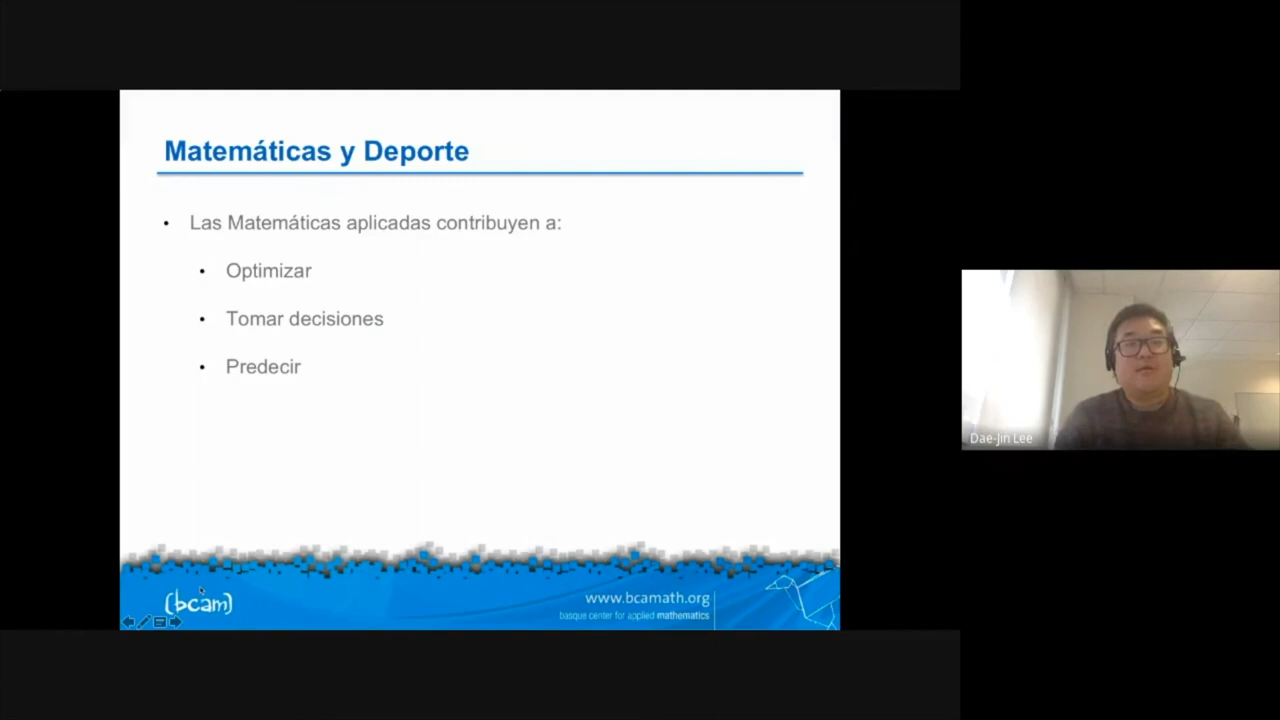 Matemáticas y Deporte
• Las Matemáticas aplicadas contribuyen a:
• Optimizar
• Tomar decisiones
• Predecir
(bcam)
www.bcamath.org
basque center for applied mathematics
Dae-Jin Lee